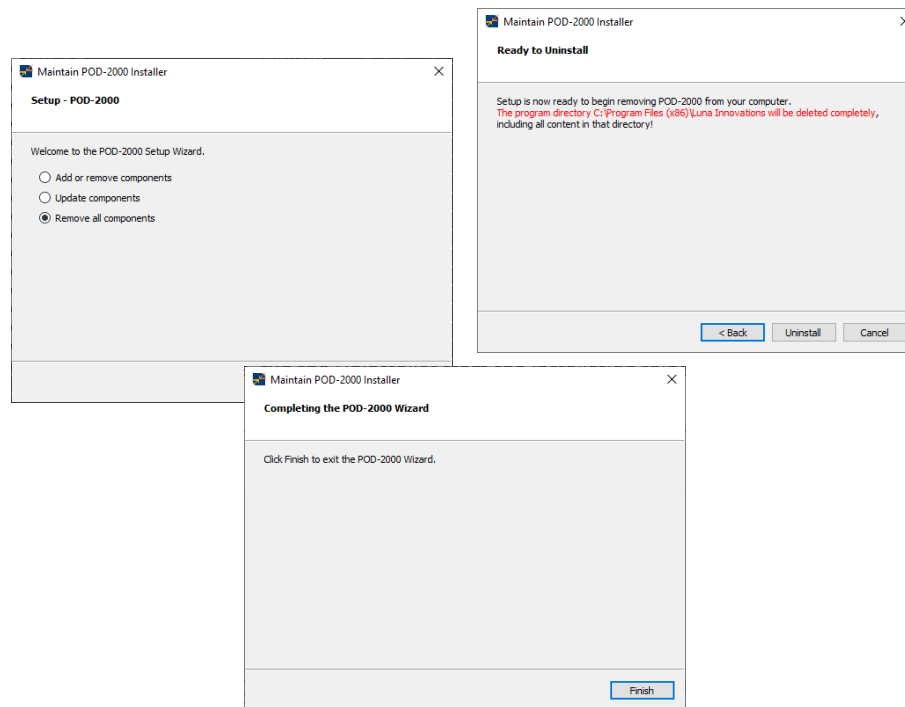 Maintain POD-2000 Installer
Setup - POD-2000
Welcome to the POD-2000 Setup Wizard.
Add or remove components
Update components
Remove all components
Maintain POD-2000 Installer
Ready to Uninstall
Setup is now ready to begin removing POD-2000 from your computer.
The program directory C:\Program Files (x86)\Luna Innovations will be deleted completely,
including all content in that directory!
< Back Uninstall Cancel
Maintain POD-2000 Installer
Completing the POD-2000 Wizard
Click Finish to exit the POD-2000 Wizard.
Finish